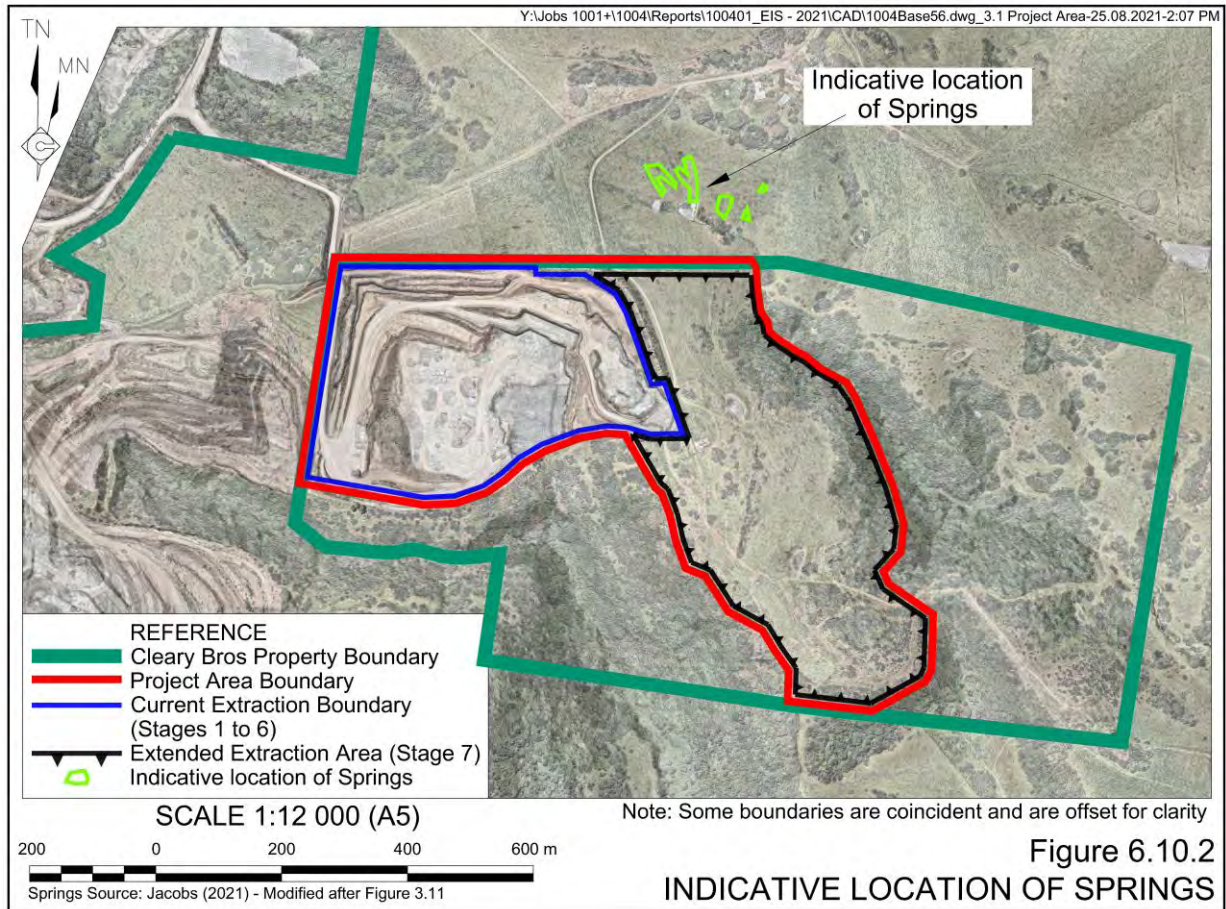 Y:\Jobs 1001+\1004\Reports\100401_EIS - 2021\CAD\1004Base56.dwg_3.1 Project Area-25.08.2021-2:07 PM
TN
MN
Indicative location
of Springs
REFERENCE
Cleary Bros Property Boundary
Project Area Boundary
Current Extraction Boundary
(Stages 1 to 6)
Extended Extraction Area (Stage 7)
Indicative location of Springs
SCALE 1:12 000 (A5)
Note: Some boundaries are coincident and are offset for clarity
200 0 200 400 600 m
Springs Source: Jacobs (2021) - Modified after Figure 3.11
Figure 6.10.2
INDICATIVE LOCATION OF SPRINGS